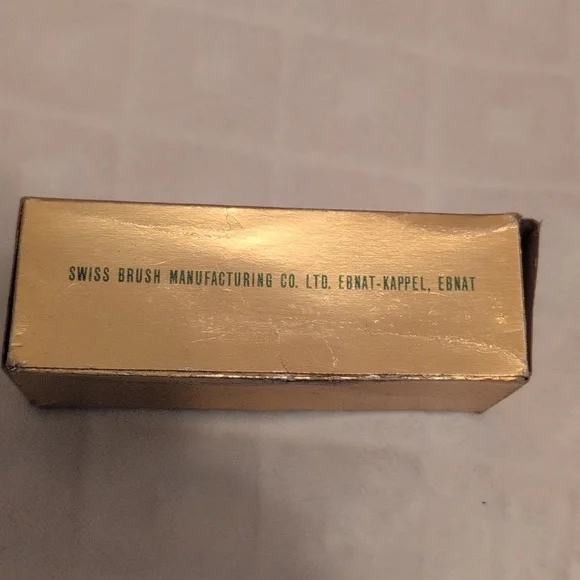 SWISS BRUSH MANUFACTURING CO. LTD. EBNAT-KAPPEL, EBNAT